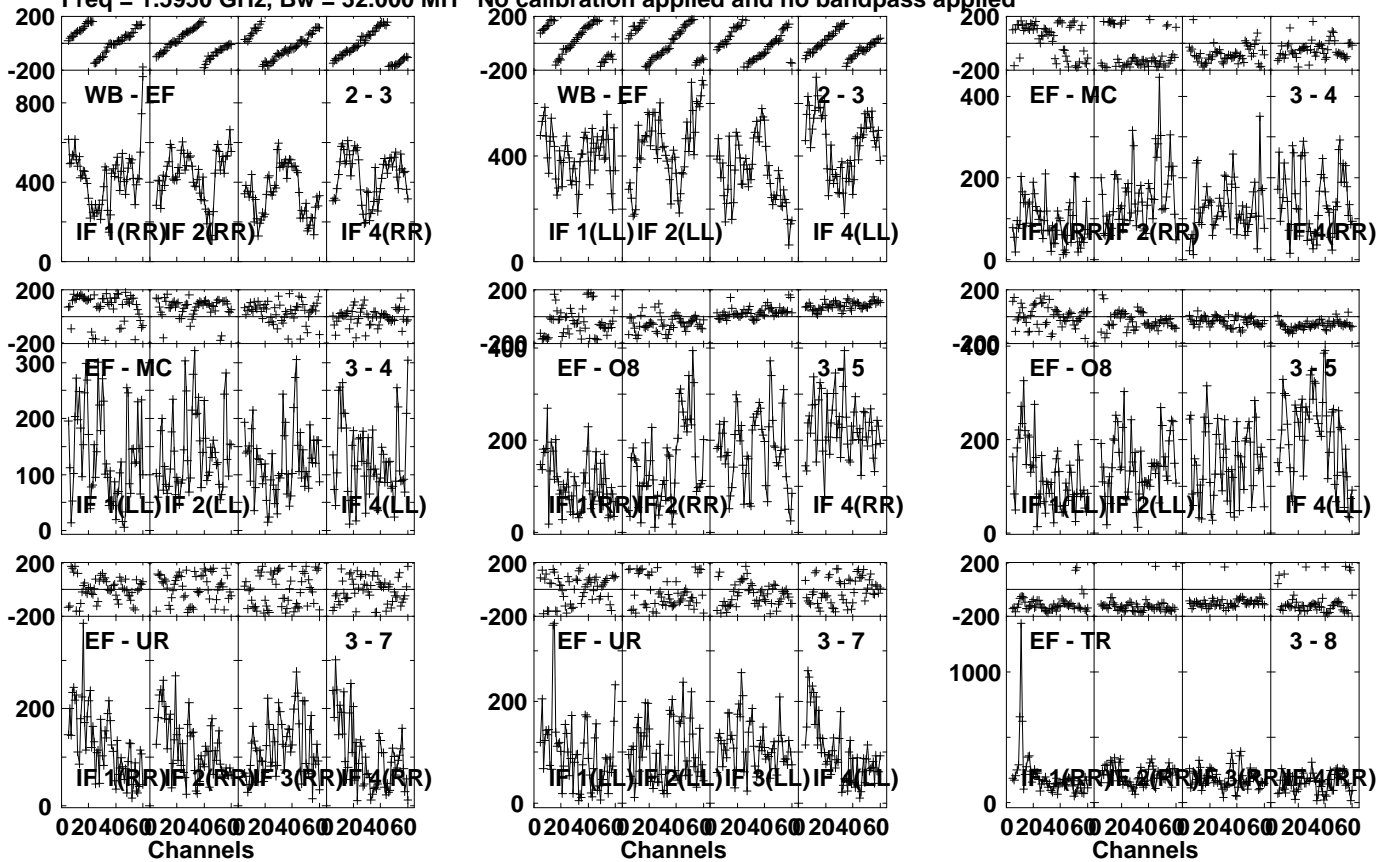 Freq = 1.5950 GHz, Bw = 32.000 MH No calibration applied and no bandpass applied
200
-200
800
400
0
WB - EF 2 - 3
IF 1(RR) IF 2(RR) IF 4(RR)
200
-200
400
0
WB - EF 2 - 3
IF 1(LL) IF 2(LL) IF 4(LL)
200
-200
400
200
0
EF - MC 3 - 4
IF 1(RR) IF 2(RR) IF 4(RR)
200
-200
300
200
100
0
EF - MC 3 - 4
IF 1(LL) IF 2(LL) IF 4(LL)
200
-200
400
200
0
EF - O8 3 - 5
IF 1(RR) IF 2(RR) IF 4(RR)
200
-200
400
200
0
EF - O8 3 - 5
IF 1(LL) IF 2(LL) IF 4(LL)
200
-200
200
0
EF - UR 3 - 7
IF 1(RR) IF 2(RR) IF 3(RR) IF 4(RR)
0 20 40 60 0 20 40 60 0 20 40 60 0 20 40 60
Channels
200
-200
200
0
EF - UR 3 - 7
IF 1(LL) IF 2(LL) IF 3(LL) IF 4(LL)
0 20 40 60 0 20 40 60 0 20 40 60 0 20 40 60
Channels
200
-200
1000
0
EF - TR 3 - 8
IF 1(RR) IF 2(RR) IF 3(RR) IF 4(RR)
0 20 40 60 0 20 40 60 0 20 40 60 0 20 40 60
Channels